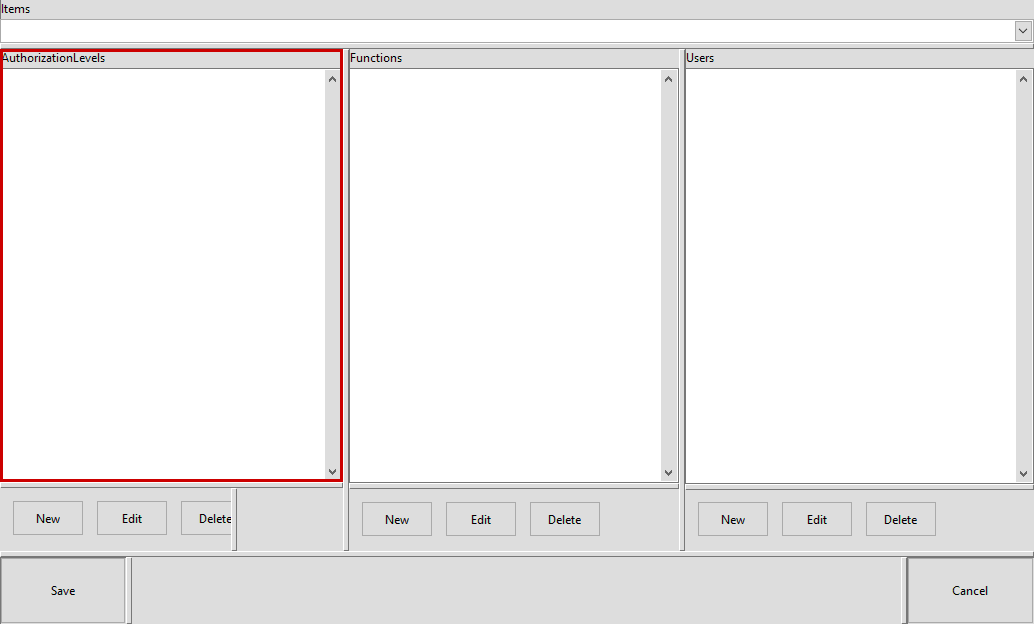 Items
AuthorizationLevels
Functions
Users
New Edit Delete New Edit Delete New Edit Delete
Save Cancel